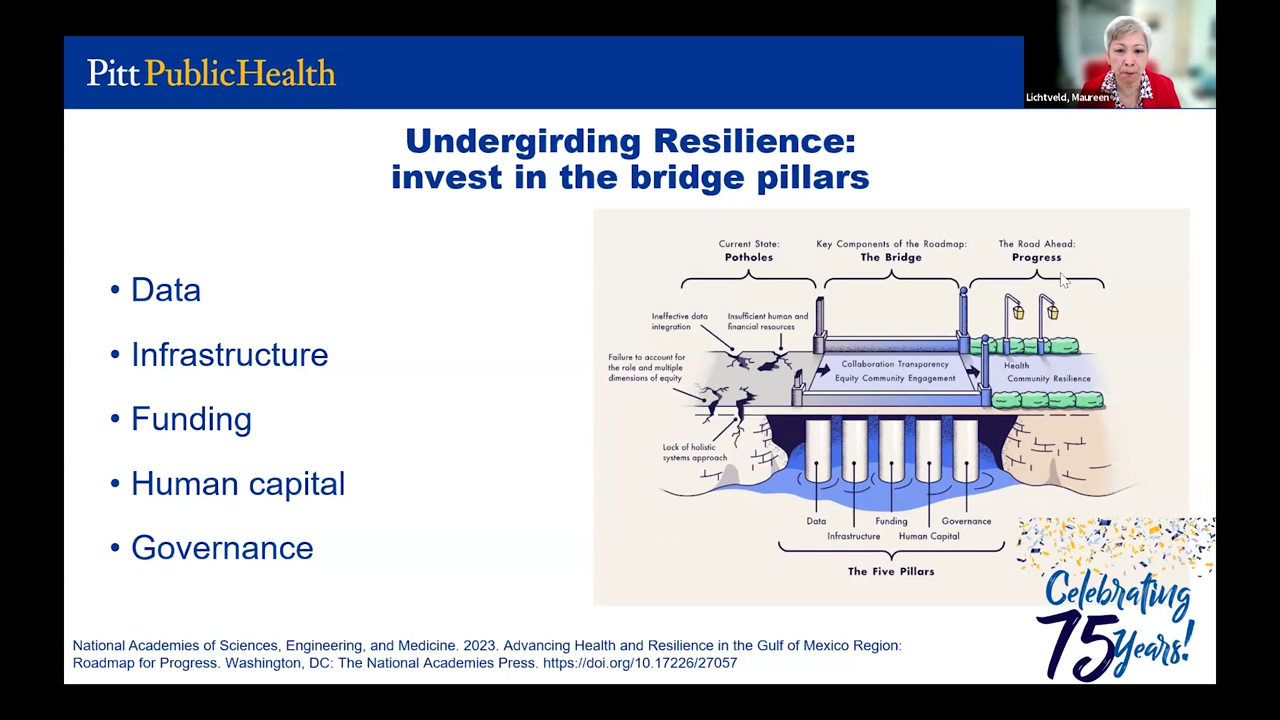 Pitt PublicHealth
Lichtveld, Maureen
Undergirding Resilience:
invest in the bridge pillars
• Data
• Infrastructure
• Funding
• Human capital
• Governance
Current State:
Potholes
Key Components of the Roadmap:
The Bridge
The Road Ahead:
Progress
Ineffective data
integration
Insufficient human and
financial resources
Failure to account for
the role and multiple
dimensions of equity
Lack of holistic
systems approach
Collaboration Transparency
Equity Community Engagement
Health
Community Resilience
Data
Infrastructure
Funding
Human Capital
Governance
The Five Pillars
Celebrating
75 Years!
National Academies of Sciences, Engineering, and Medicine. 2023. Advancing Health and Resilience in the Gulf of Mexico Region:
Roadmap for Progress. Washington, DC: The National Academies Press. https://doi.org/10.17226/27057